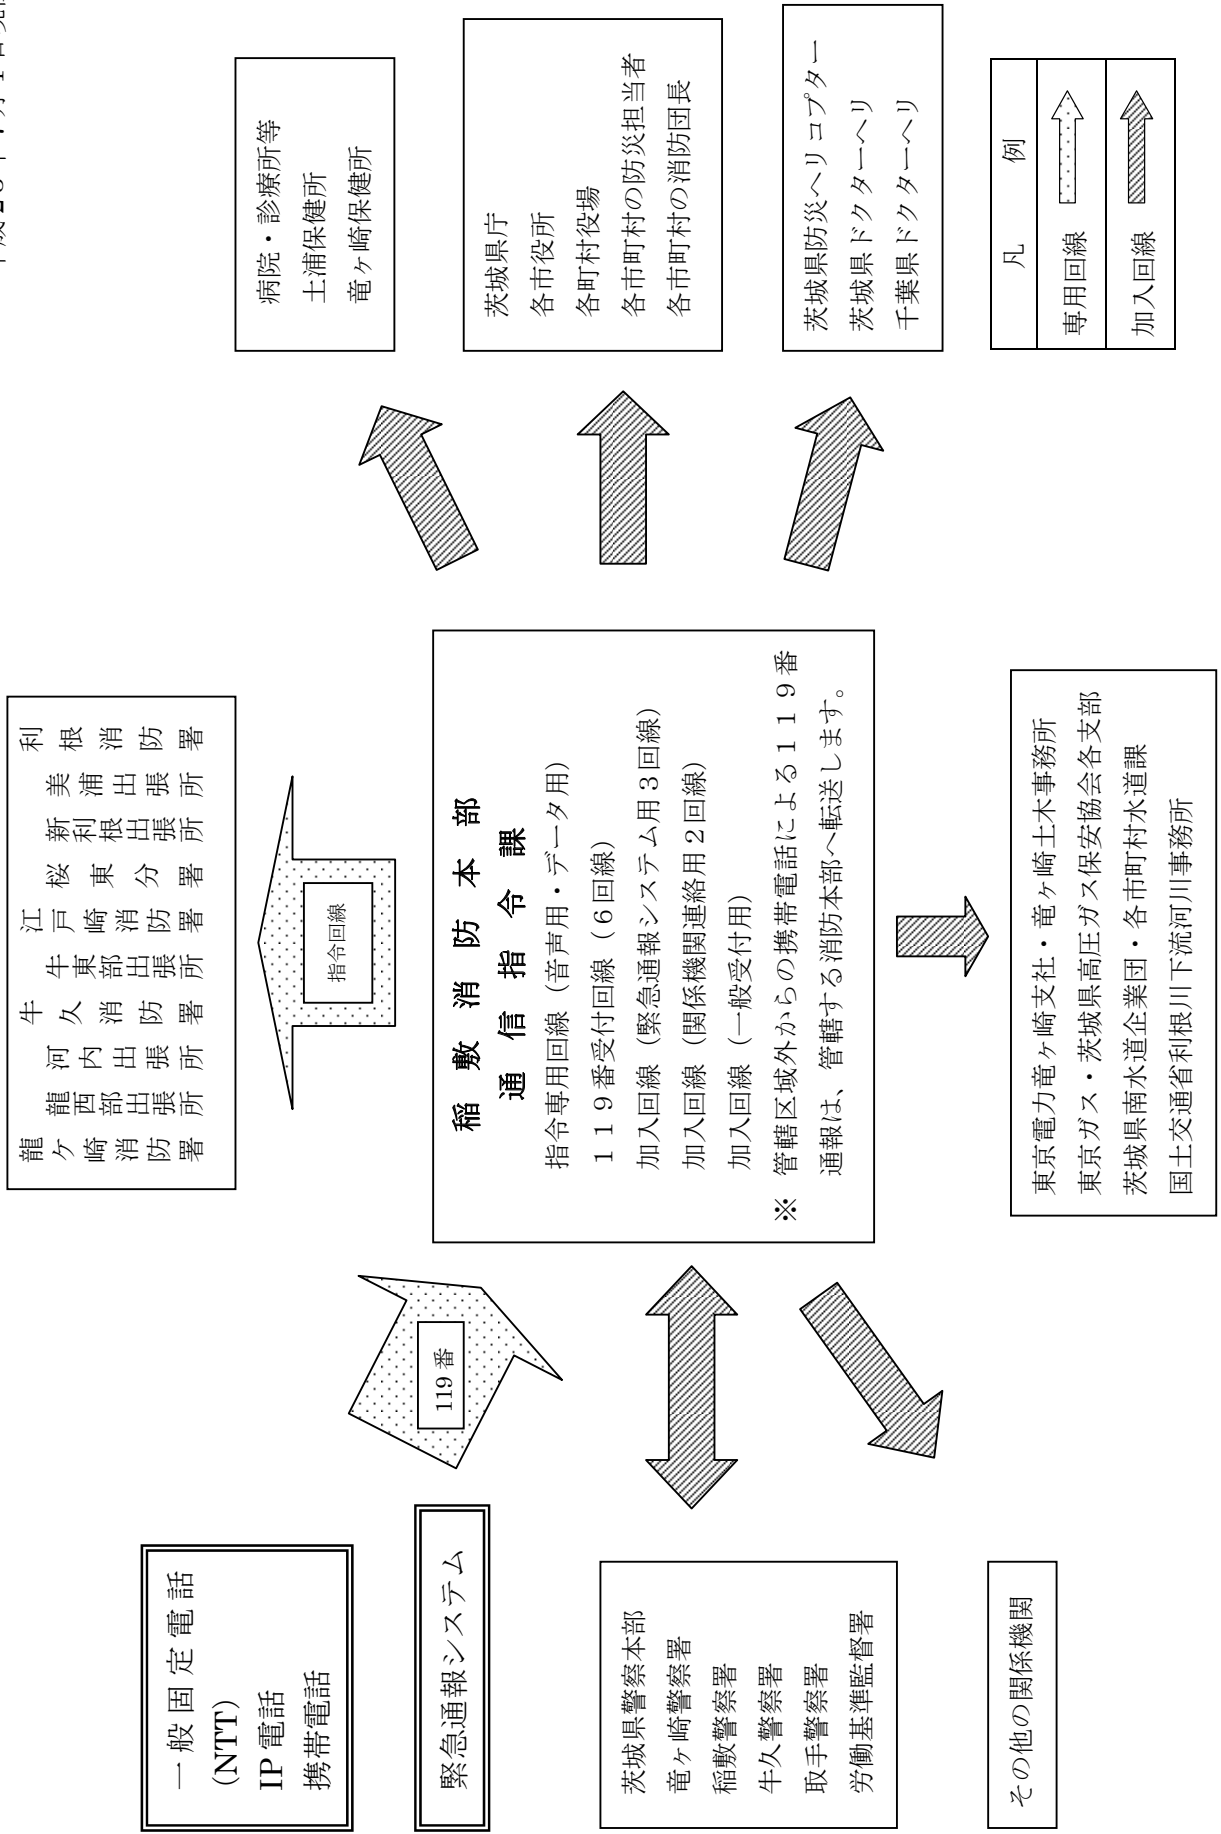 利根消防署
美浦出張所
新利根出張所
桜東分署
江戸崎消防署
牛東部出張所
牛久消防署
河内出張所
龍西部出張所
龍ケ崎消防署
指令回線
一般固定電話
(NTT)
IP電話
携帯電話
緊急通報システム
119番
稲敷消防本部
通信指令課
指令専用回線（音声用・データ用）
１１９番受付回線（６回線）
加入回線（緊急通報システム用３回線）
加入回線（関係機関連絡用２回線）
加入回線（一般受付用）
※ 管轄区域外からの携帯電話による１１９番
通報は、管轄する消防本部へ転送します。
病院・診療所等
土浦保健所
竜ヶ崎保健所
茨城県庁
各市役所
各町村役場
各市町村の防災担当者
各市町村の消防団長
茨城県防災ヘリコプター
茨城県ドクターヘリ
千葉県ドクターヘリ
茨城県警察本部
竜ヶ崎警察署
稲敷警察署
牛久警察署
取手警察署
労働基準監督署
その他の関係機関
東京電力竜ヶ崎支社・竜ヶ崎土木事務所
東京ガス・茨城県高圧ガス保安協会各支部
茨城県南水道企業団・各市町村水道課
国土交通省利根川下流河川事務所
凡例
専用回線
加入回線